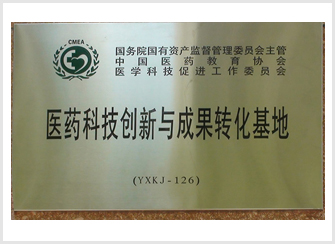 CMEA
国务院国有资产监督管理委员会主管
中国医药教育协会
医学科技促进工作委员会
医药科技创新与成果转化基地
(YXKJ-126)